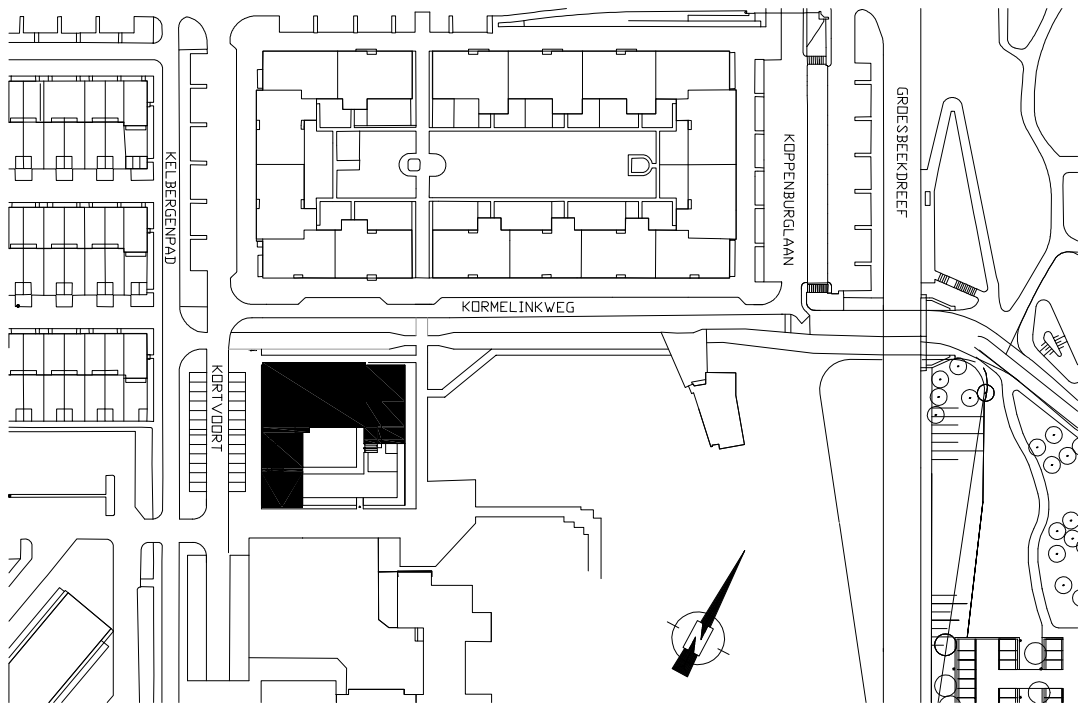 KELBERGENPAD
KOPPENBURGLAAN
GROESBEEKDREEF
KORMELINKWEG
KORTVOORT